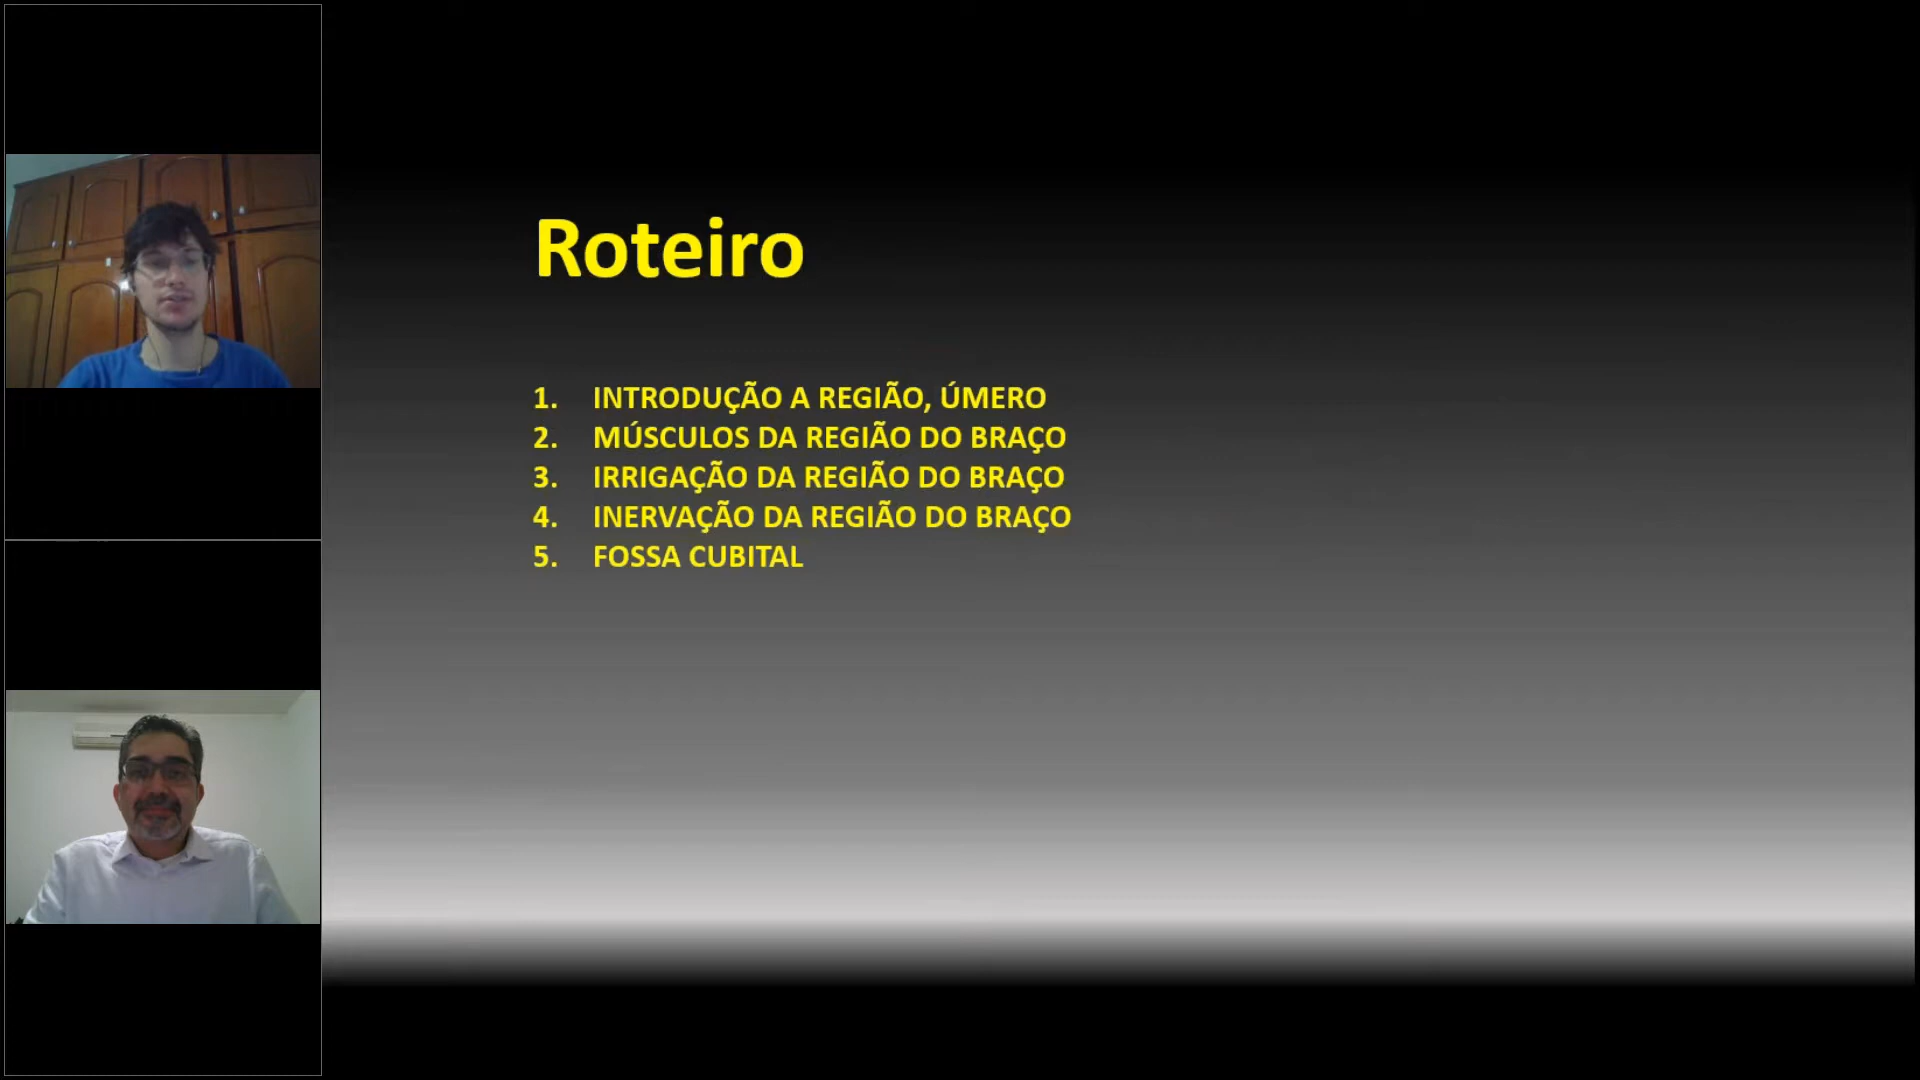 Roteiro
1. INTRODUÇÃO A REGIÃO, ÚMERO
2. MÚSCULOS DA REGIÃO DO BRAÇO
3. IRRIGAÇÃO DA REGIÃO DO BRAÇO
4. INERVAÇÃO DA REGIÃO DO BRAÇO
5. FOSSA CUBITAL